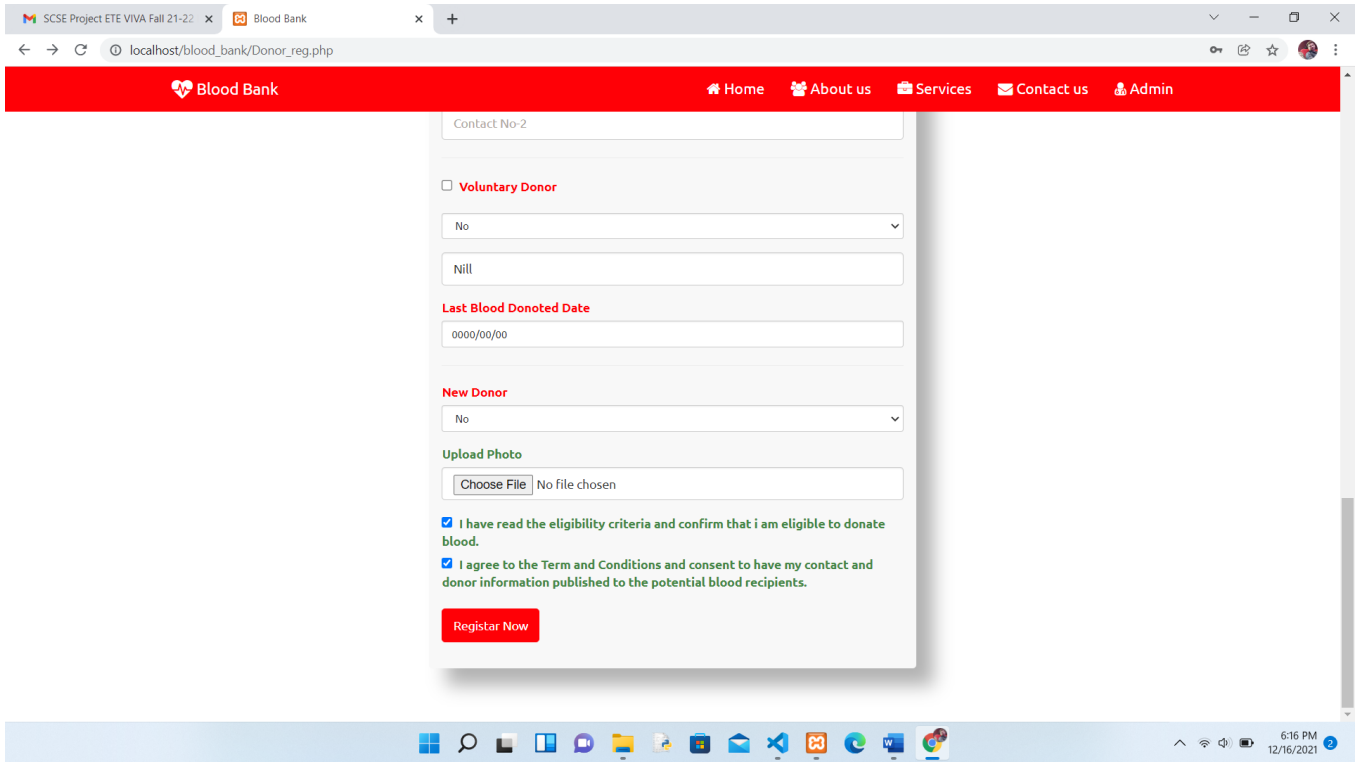 SCSE Project ETE VIVA Fall 21-22
Blood Bank
localhost/blood_bank/Donor_reg.php
Blood Bank
Home
About us
Services
Contact us
Admin
Contact No-2
Voluntary Donor
No
Nill
Last Blood Donoted Date
0000/00/00
New Donor
No
Upload Photo
Choose File No file chosen
I have read the eligibility criteria and confirm that i am eligible to donate
blood.
I agree to the Term and Conditions and consent to have my contact and
donor information published to the potential blood recipients.
Registar Now
6:16 PM
12/16/2021
2